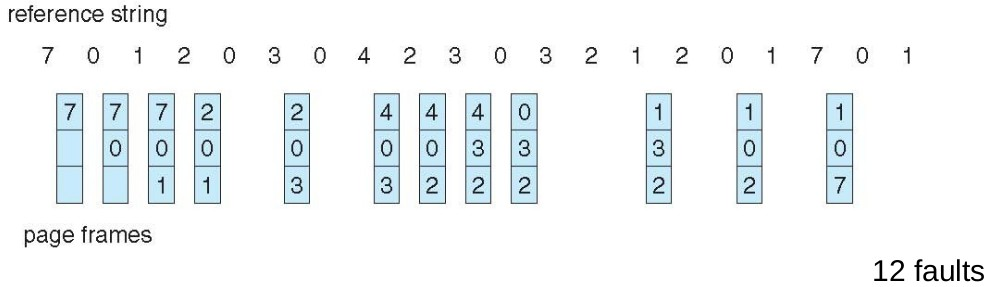 reference string
7 0 1 2 0 3 0 4 2 3 0 3 2 1 2 0 1 7 0 1
7 7 7 2 2 4 4 4 0 1 1 1
0 0 0 0 0 0 3 3 3 0 0
1 1 3 3 2 2 2 2 2 7
page frames
12 faults